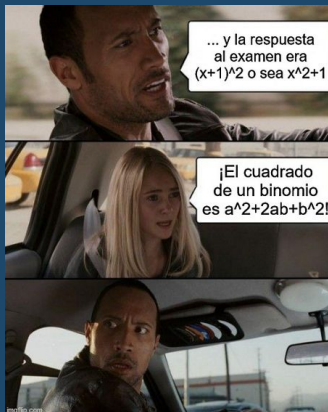 ... y la respuesta
al examen era
(x+1)^2 o sea x^2+1
¡El cuadrado
de un binomio
es a^2+2ab+b^2!
imgflip.com